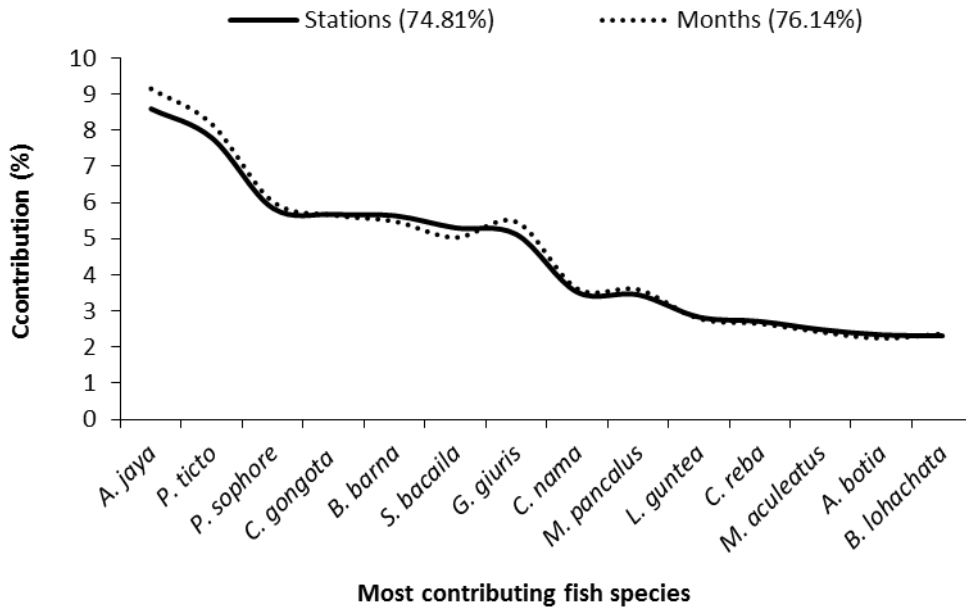 Stations (74.81%) Months (76.14%)
10
9
8
7
6
5
4
3
2
1
0
Ccontribution (%)
A. jaya
P. ticto
P. sophore
C. gongota
B. barna
S. bacaila
G. giuris
C. nama
M. pancalus
L. guntea
C. reba
M. aculeatus
A. botia
B. lohachata
Most contributing fish species